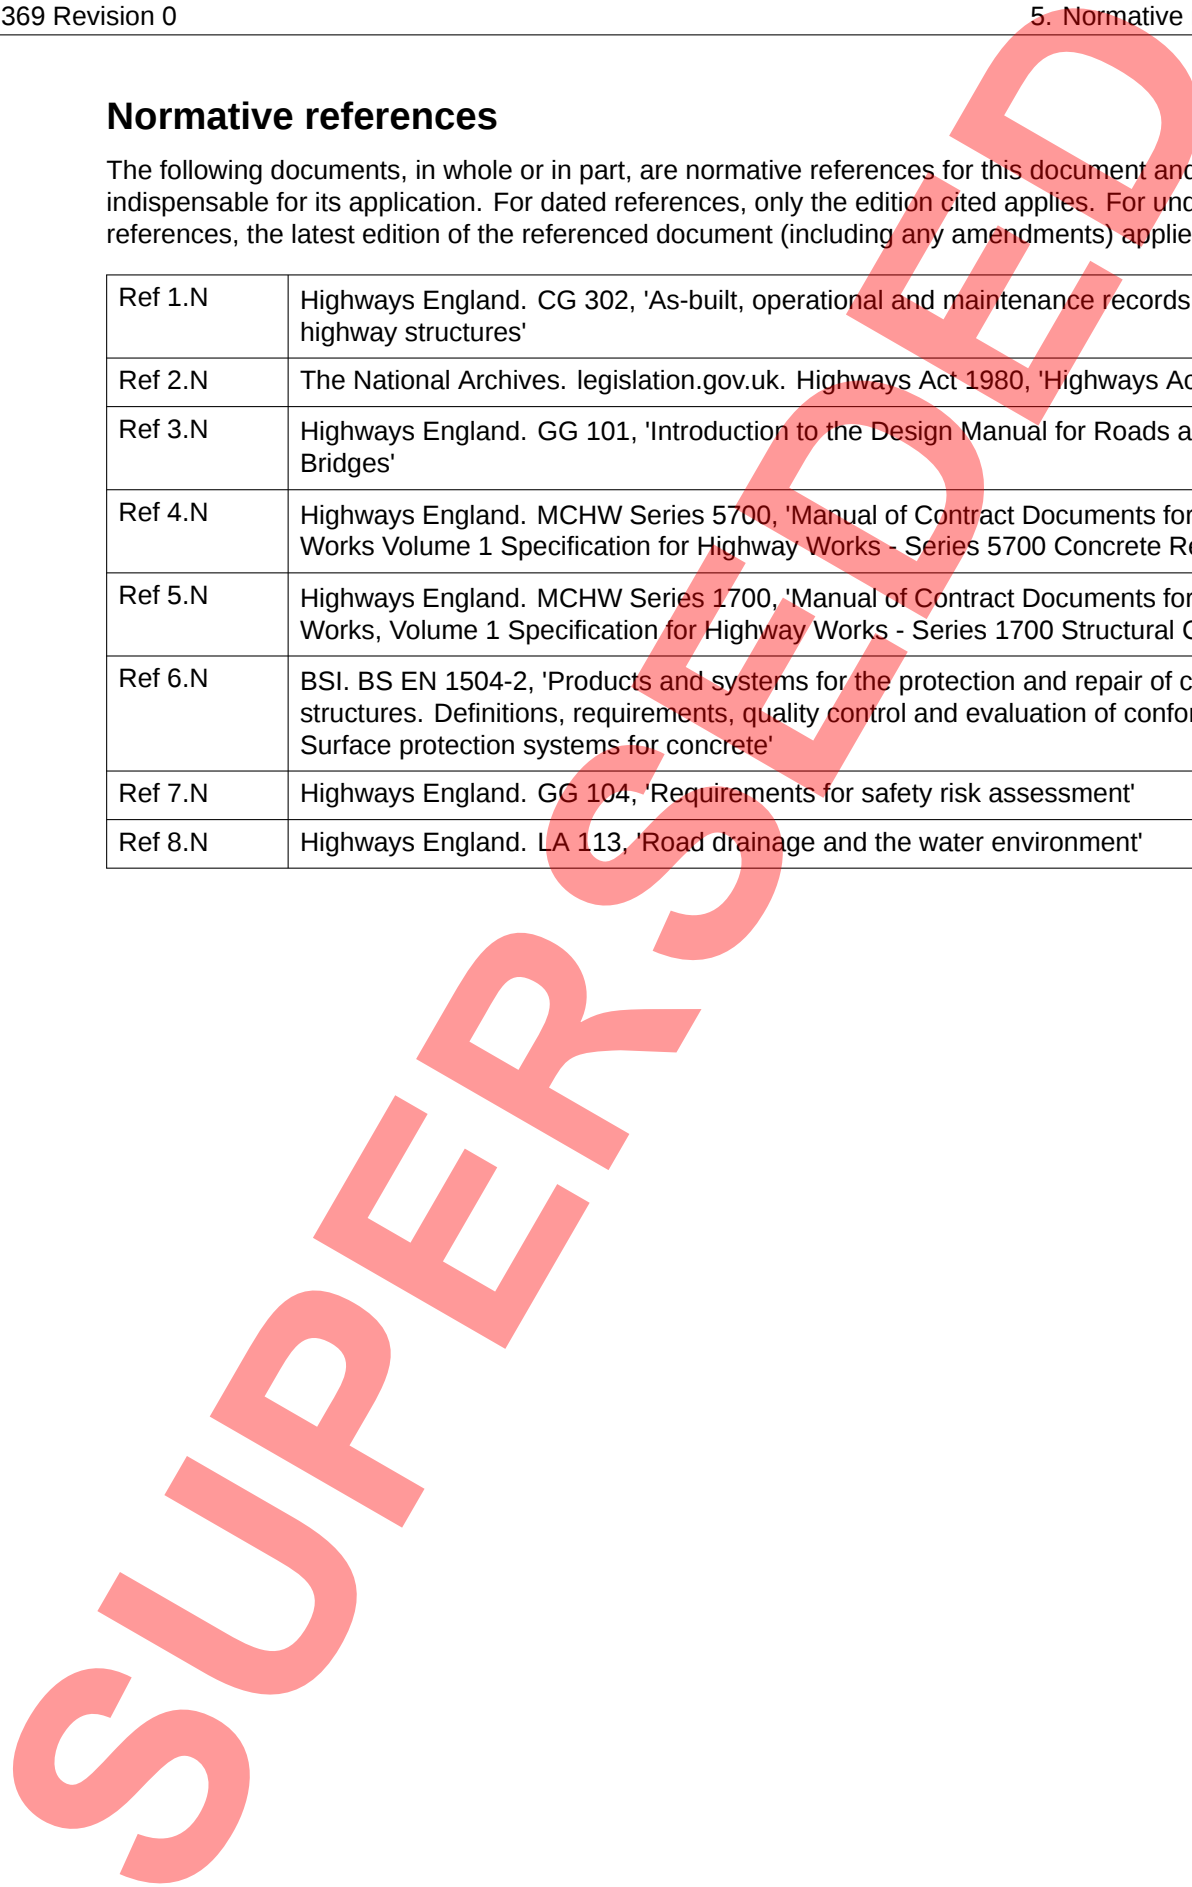 369 Revision 0 5. Normative
Normative references
The following documents, in whole or in part, are normative references for this document and
indispensable for its application. For dated references, only the edition cited applies. For und
references, the latest edition of the referenced document (including any amendments) applie
Ref 1.N Highways England. CG 302, 'As-built, operational and maintenance records
highway structures'
Ref 2.N The National Archives. legislation.gov.uk. Highways Act 1980, 'Highways Ac
Ref 3.N Highways England. GG 101, 'Introduction to the Design Manual for Roads a
Bridges'
Ref 4.N Highways England. MCHW Series 5700, 'Manual of Contract Documents for
Works Volume 1 Specification for Highway Works - Series 5700 Concrete Re
Ref 5.N Highways England. MCHW Series 1700, 'Manual of Contract Documents for
Works, Volume 1 Specification for Highway Works - Series 1700 Structural C
Ref 6.N BSI. BS EN 1504-2, 'Products and systems for the protection and repair of c
structures. Definitions, requirements, quality control and evaluation of confor
Surface protection systems for concrete'
Ref 7.N Highways England. GG 104, 'Requirements for safety risk assessment'
Ref 8.N Highways England. LA 113, 'Road drainage and the water environment'
SUPERSEDED